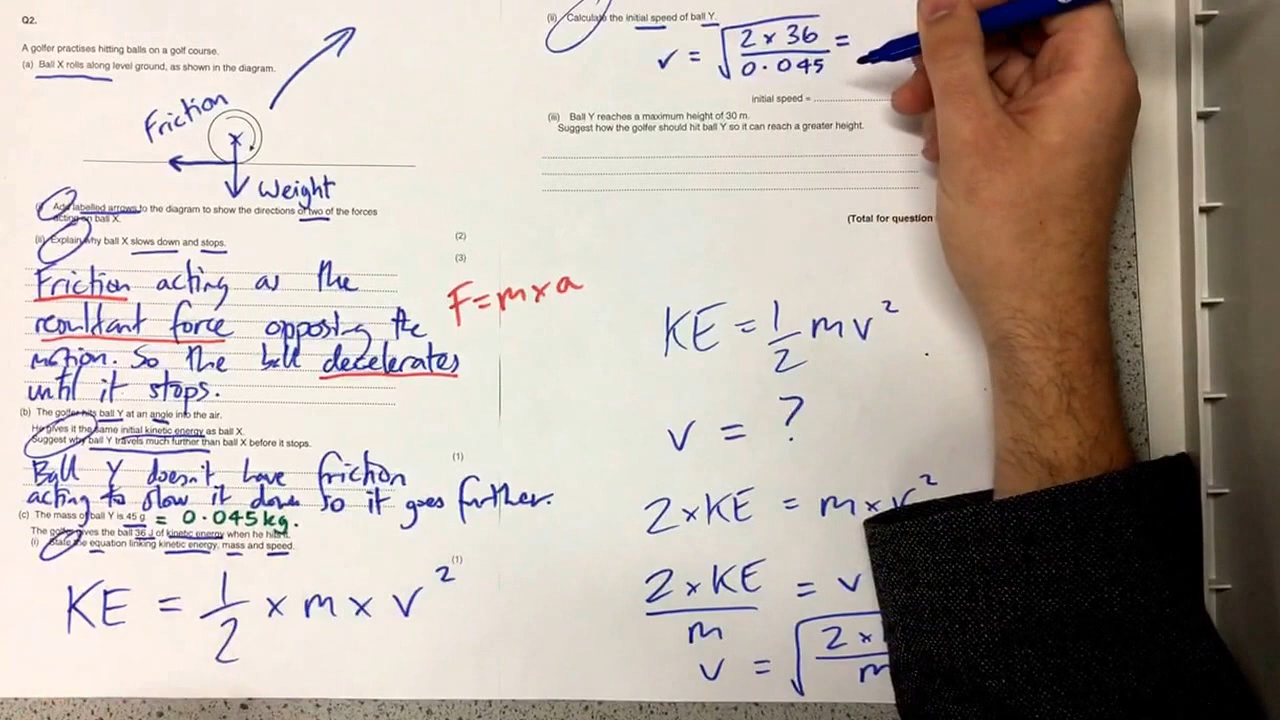 Q2.
A golfer practises hitting balls on a golf course.
(a) Ball X rolls along level ground, as shown in the diagram.
Friction
x
Weight
(i) Add labelled arrows to the diagram to show the directions of two of the forces
acting on ball X.
(2)
(ii) Explain why ball X slows down and stops.
(3)
Friction acting as the
resultant force opposing the
motion. So the ball decelerates
until it stops.
F = m x a
(b) The golfer hits ball Y at an angle into the air.
He gives it the same initial kinetic energy as ball X.
Suggest why ball Y travels much further than ball X before it stops.
(1)
Ball Y doesn't have friction
acting to slow it down so it goes further.
(c) The mass of ball Y is 45 g = 0.045kg.
The golfer gives the ball 36 J of kinetic energy when he hits it.
(i) State the equation linking kinetic energy, mass and speed.
(1)
KE = 1/2 x m x v²
(ii) Calculate the initial speed of ball Y.
v = √(2 x 36 / 0.045) =
initial speed = ........................
(iii) Ball Y reaches a maximum height of 30 m.
Suggest how the golfer should hit ball Y so it can reach a greater height.
(Total for question
KE = 1/2 mv²
v = ?
2 x KE = m x v²
2 x KE / m = v
v = √(2 x / m